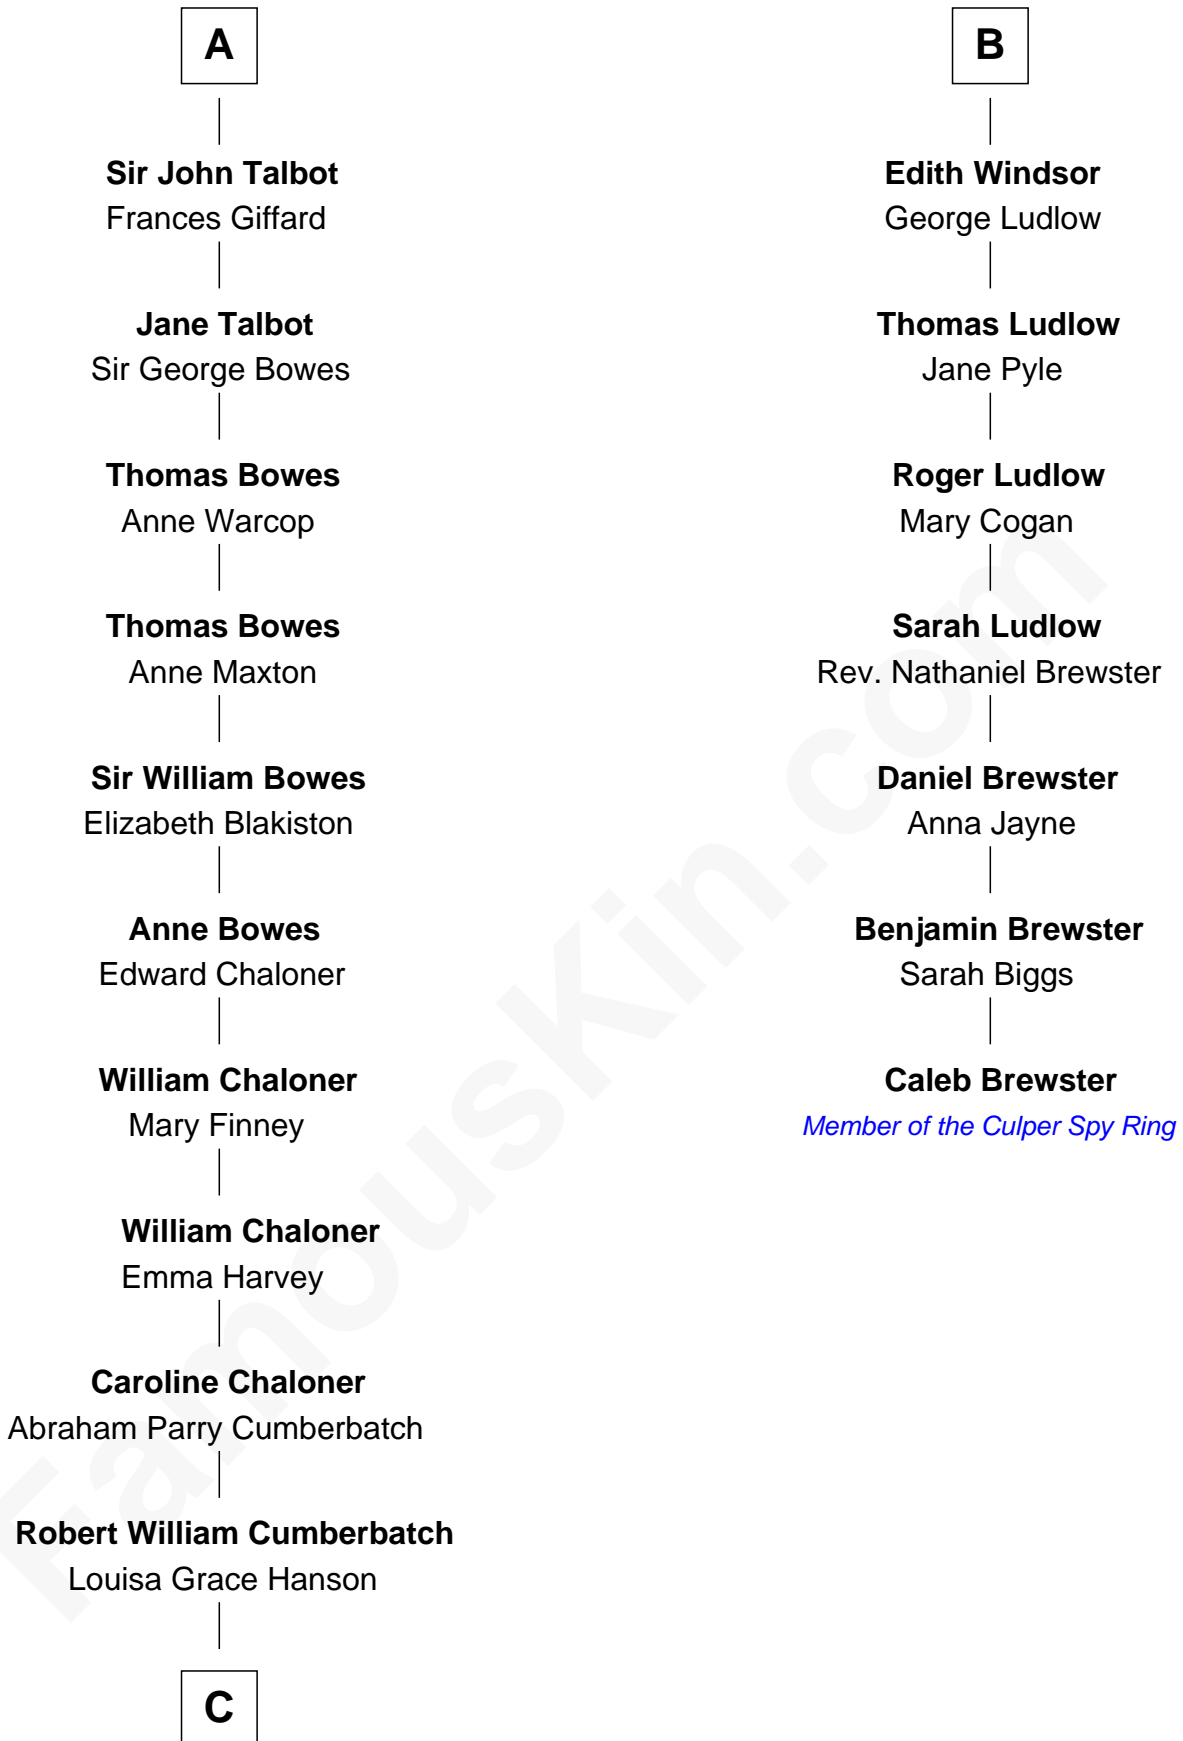 A
Sir John Talbot
Frances Giffard
Jane Talbot
Sir George Bowes
Thomas Bowes
Anne Warcop
Thomas Bowes
Anne Maxton
Sir William Bowes
Elizabeth Blakiston
Anne Bowes
Edward Chaloner
William Chaloner
Mary Finney
William Chaloner
Emma Harvey
Caroline Chaloner
Abraham Parry Cumberbatch
Robert William Cumberbatch
Louisa Grace Hanson
C
B
Edith Windsor
George Ludlow
Thomas Ludlow
Jane Pyle
Roger Ludlow
Mary Cogan
Sarah Ludlow
Rev. Nathaniel Brewster
Daniel Brewster
Anna Jayne
Benjamin Brewster
Sarah Biggs
Caleb Brewster
Member of the Culper Spy Ring
FamousKin.com